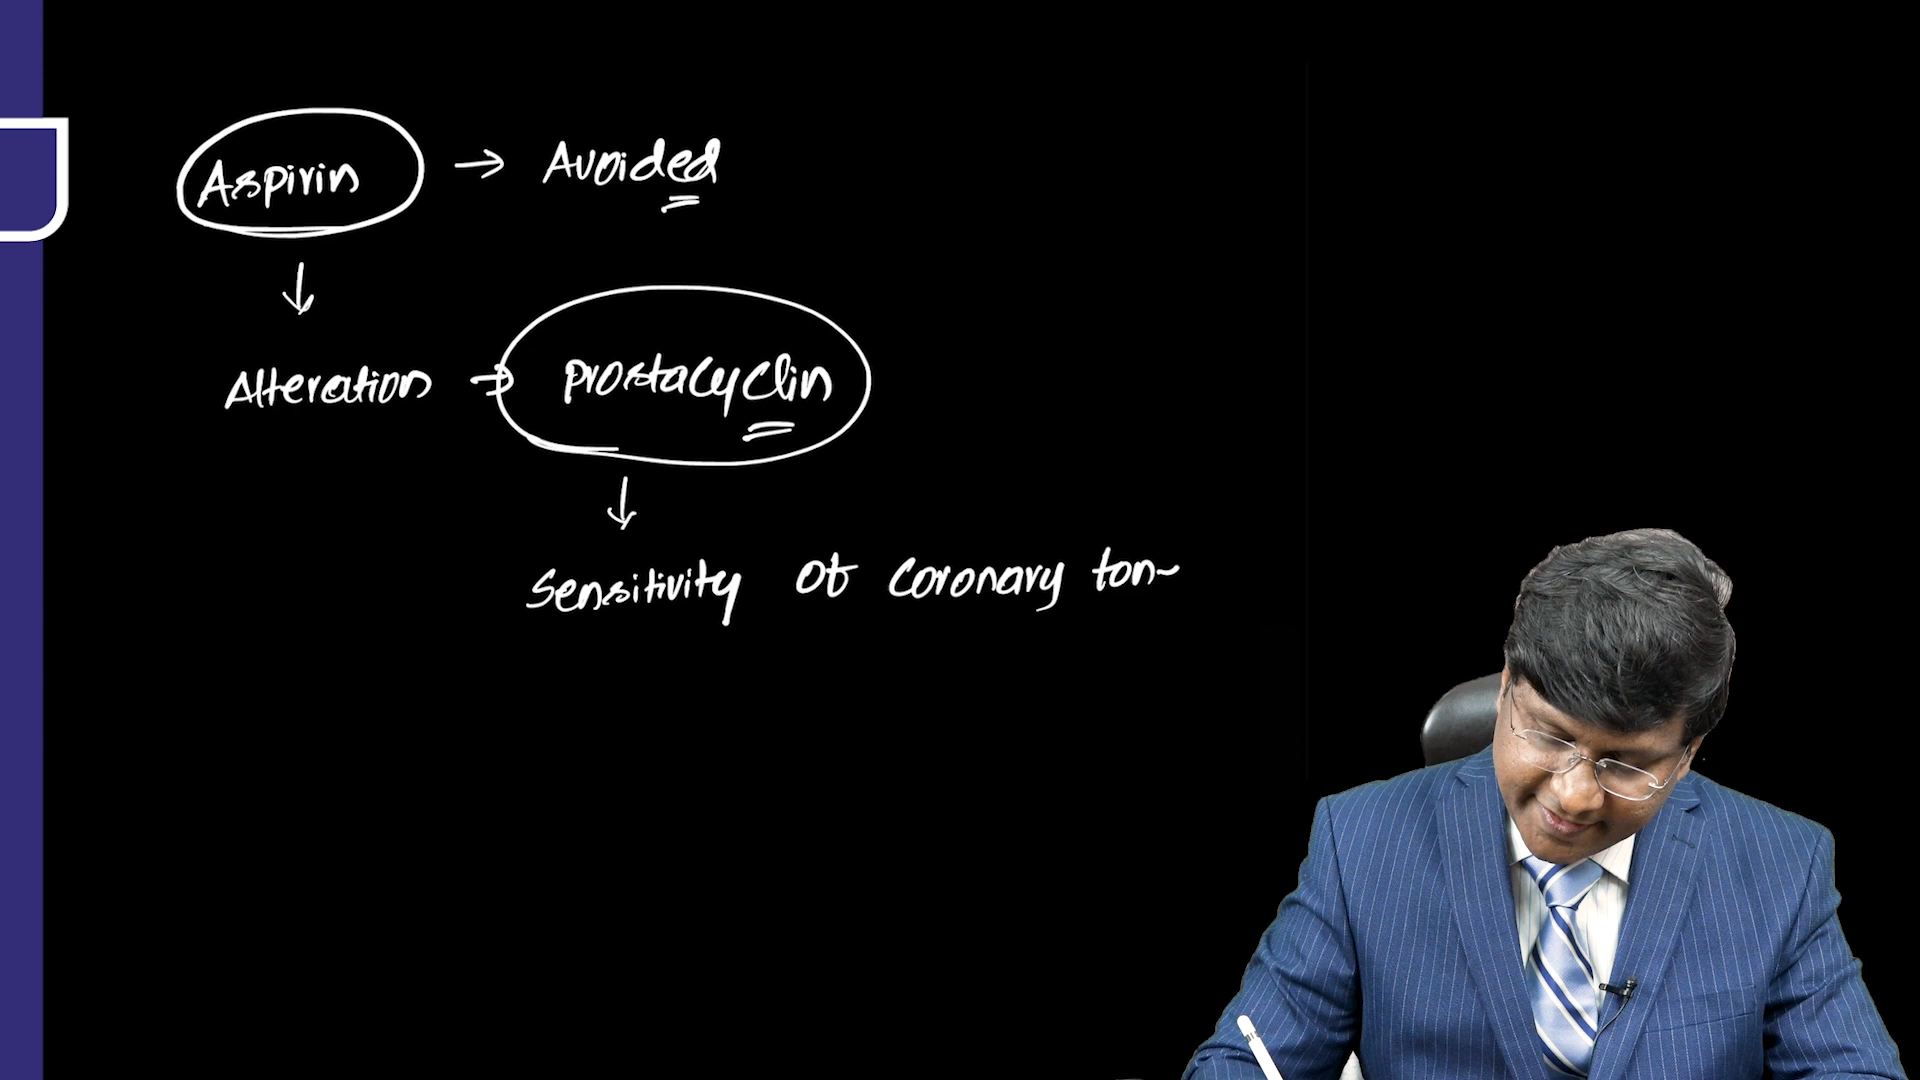 Aspirin → Avoided
↓
Alteration → prostacyclin
↓
Sensitivity of coronary ton